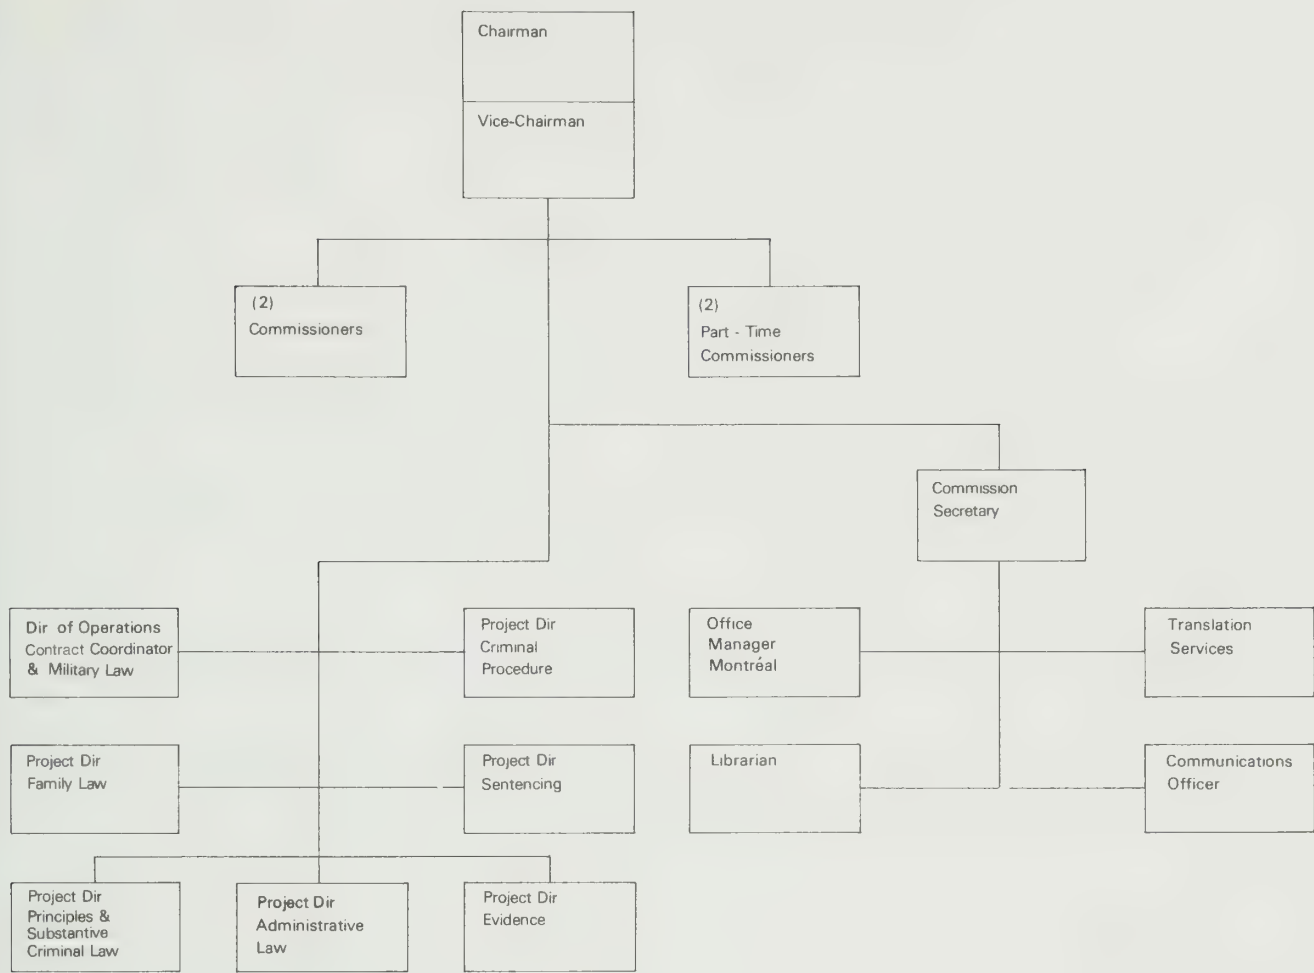 Chairman
Vice-Chairman
(2)
Commissioners
(2)
Part - Time
Commissioners
Commission
Secretary
Dir of Operations
Contract Coordinator
& Military Law
Project Dir
Criminal
Procedure
Office
Manager
Montréal
Translation
Services
Project Dir
Family Law
Project Dir
Sentencing
Librarian
Communications
Officer
Project Dir
Principles &
Substantive
Criminal Law
Project Dir
Administrative
Law
Project Dir
Evidence